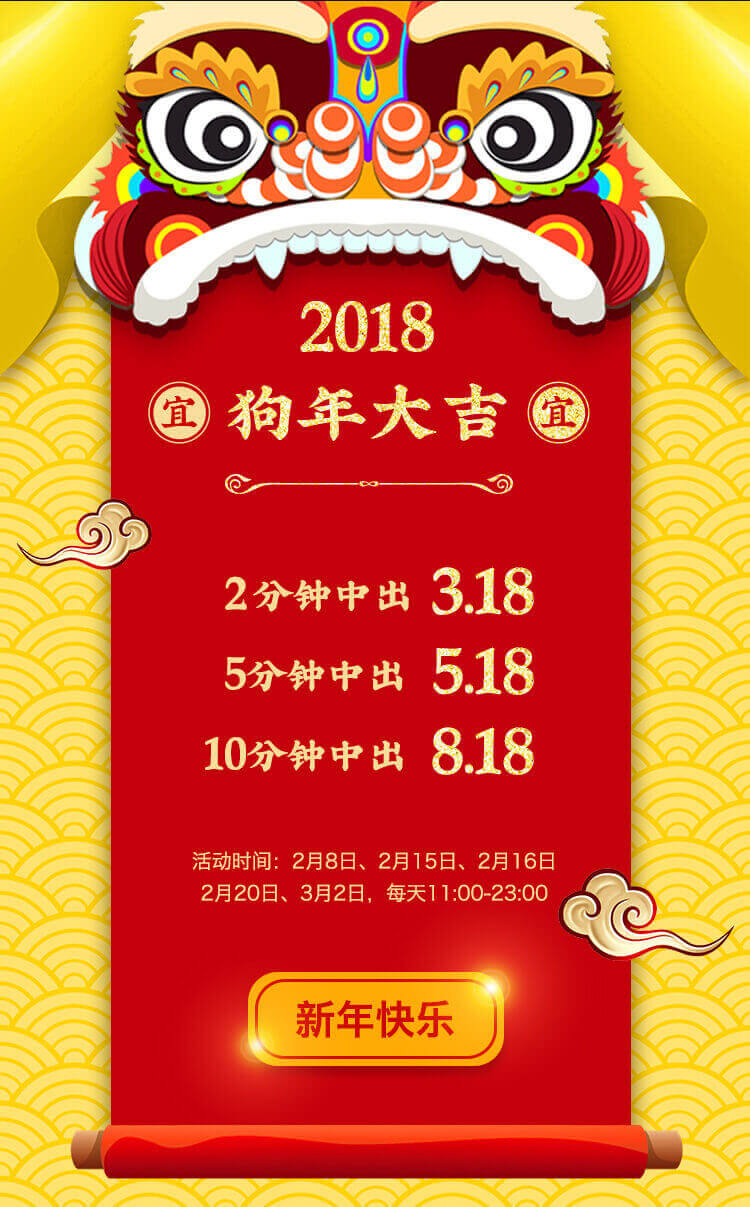 2018
宜 狗年大吉 宜
2分钟中出 3.18
5分钟中出 5.18
10分钟中出 8.18
活动时间：2月8日、2月15日、2月16日
2月20日、3月2日，每天11:00-23:00
新年快乐